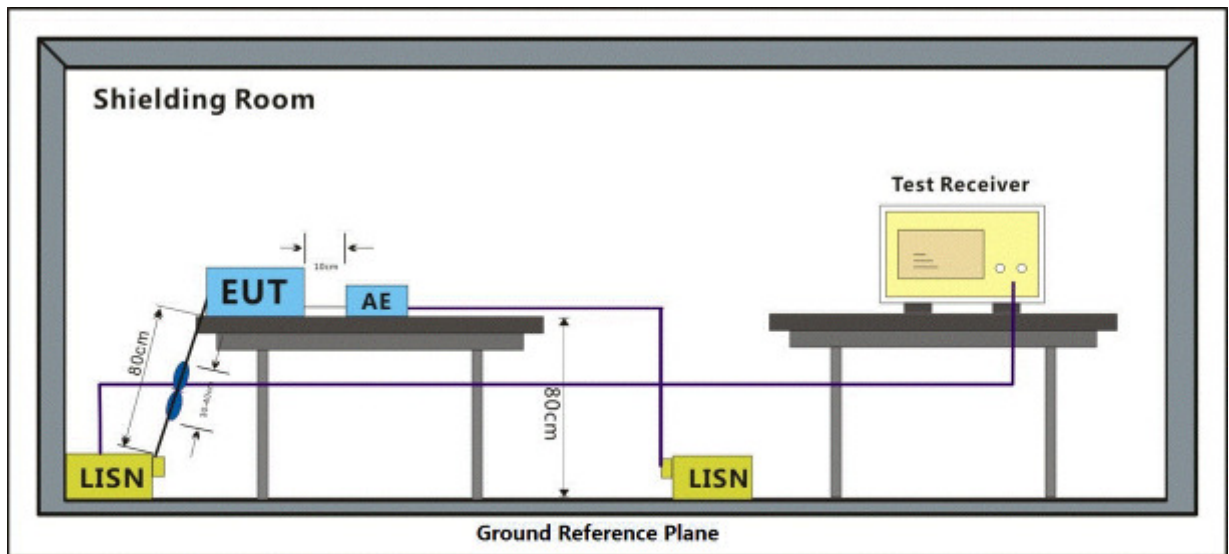 Shielding Room
Test Receiver
10cm
EUT
AE
80cm
80cm
LISN
LISN
Ground Reference Plane